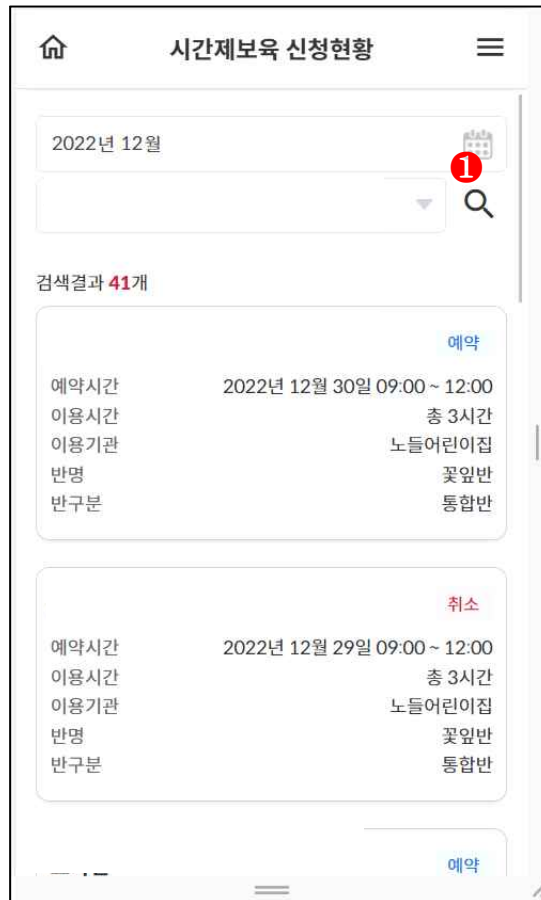 시간제보육 신청현황
2022년 12월
1
검색결과 41개
예약
예약시간 2022년 12월 30일 09:00 ~ 12:00
이용시간 총 3시간
이용기관 노들어린이집
반명 꽃잎반
반구분 통합반
취소
예약시간 2022년 12월 29일 09:00 ~ 12:00
이용시간 총 3시간
이용기관 노들어린이집
반명 꽃잎반
반구분 통합반
예약